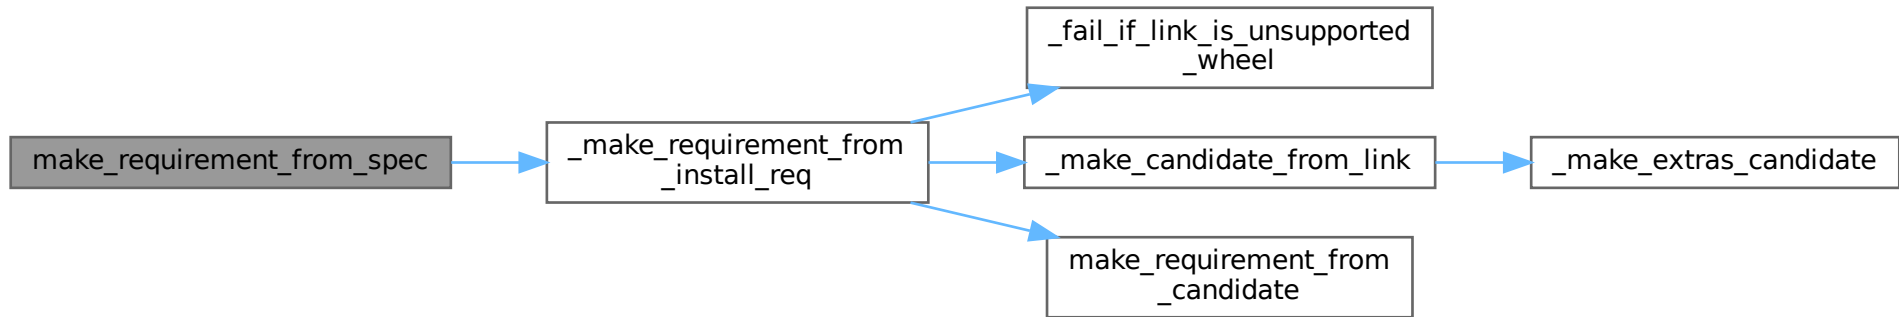 make_requirement_from_spec
_make_requirement_from
_install_req
_fail_if_link_is_unsupported
_wheel
_make_candidate_from_link
_make_extras_candidate
make_requirement_from
_candidate